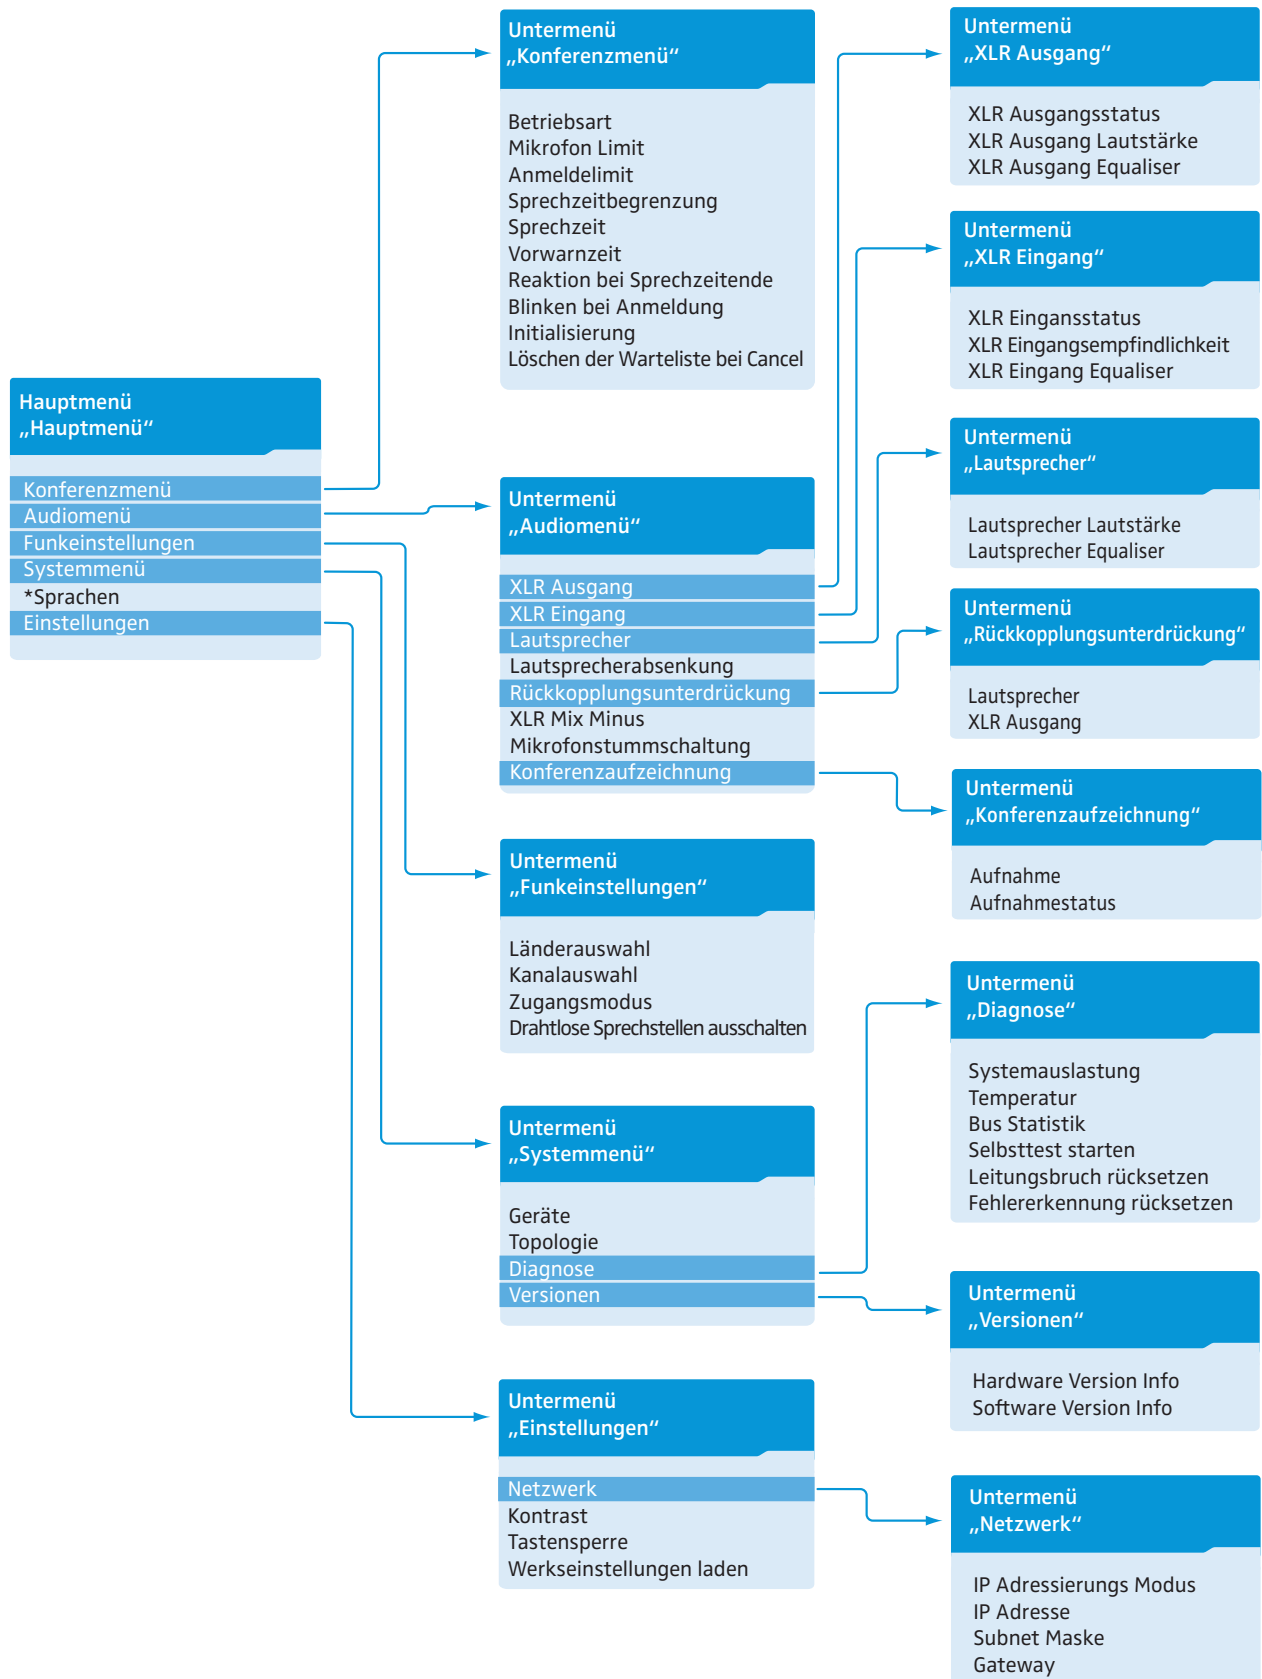 Hauptmenü
„Hauptmenü“
Konferenzmenü
Audiomenü
Funkeinstellungen
Systemmenü
*Sprachen
Einstellungen
Untermenü
„Konferenzmenü“
Betriebsart
Mikrofon Limit
Anmeldelimit
Sprechzeitbegrenzung
Sprechzeit
Vorwarnzeit
Reaktion bei Sprechzeitende
Blinken bei Anmeldung
Initialisierung
Löschen der Warteliste bei Cancel
Untermenü
„Audiomenü“
XLR Ausgang
XLR Eingang
Lautsprecher
Lautsprecherabsenkung
Rückkopplungsunterdrückung
XLR Mix Minus
Mikrofonstummschaltung
Konferenzaufzeichnung
Untermenü
„Funkeinstellungen“
Länderauswahl
Kanalauswahl
Zugangsmodus
Drahtlose Sprechstellen ausschalten
Untermenü
„Systemmenü“
Geräte
Topologie
Diagnose
Versionen
Untermenü
„Einstellungen“
Netzwerk
Kontrast
Tastensperre
Werkseinstellungen laden
Untermenü
„XLR Ausgang“
XLR Ausgangsstatus
XLR Ausgang Lautstärke
XLR Ausgang Equaliser
Untermenü
„XLR Eingang“
XLR Eingansstatus
XLR Eingangsempfindlichkeit
XLR Eingang Equaliser
Untermenü
„Lautsprecher“
Lautsprecher Lautstärke
Lautsprecher Equaliser
Untermenü
„Rückkopplungsunterdrückung“
Lautsprecher
XLR Ausgang
Untermenü
„Konferenzaufzeichnung“
Aufnahme
Aufnahmestatus
Untermenü
„Diagnose“
Systemauslastung
Temperatur
Bus Statistik
Selbsttest starten
Leitungsbruch rücksetzen
Fehlererkennung rücksetzen
Untermenü
„Versionen“
Hardware Version Info
Software Version Info
Untermenü
„Netzwerk“
IP Adressierungs Modus
IP Adresse
Subnet Maske
Gateway